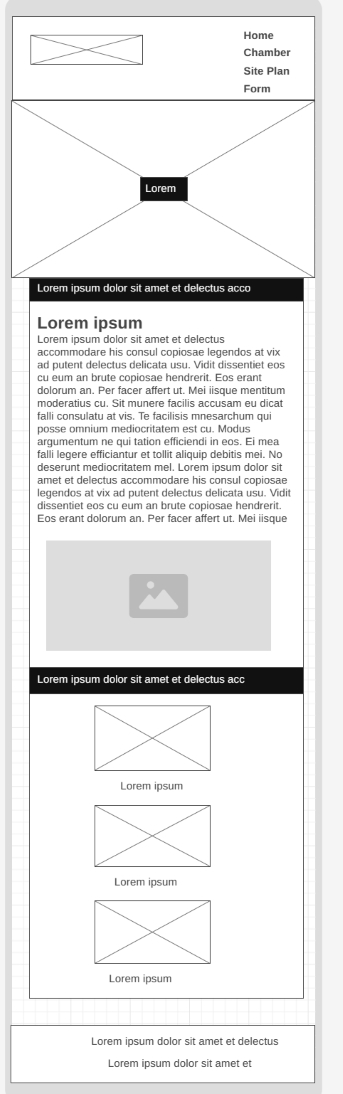 Home
Chamber
Site Plan
Form
Lorem
Lorem ipsum dolor sit amet et delectus acco
Lorem ipsum
Lorem ipsum dolor sit amet et delectus
accommodare his consul copiosae legendos at vix
ad putent delectus delicata usu. Vidit dissentiet eos
cu eum an brute copiosae hendrerit. Eos erant
dolorum an. Per facer affert ut. Mei iisque mentitum
moderatius cu. Sit munere facilis accusam eu dicat
falli consulatu at vis. Te facilisis mnesarchum qui
posse omnium mediocritatem est cu. Modus
argumentum ne qui tation efficiendi in eos. Ei mea
falli legere efficiantur et tollit aliquip debitis mei. No
deserunt mediocritatem mel. Lorem ipsum dolor sit
amet et delectus accommodare his consul copiosae
legendos at vix ad putent delectus delicata usu. Vidit
dissentiet eos cu eum an brute copiosae hendrerit.
Eos erant dolorum an. Per facer affert ut. Mei iisque
Lorem ipsum dolor sit amet et delectus acc
Lorem ipsum
Lorem ipsum
Lorem ipsum
Lorem ipsum dolor sit amet et delectus
Lorem ipsum dolor sit amet et